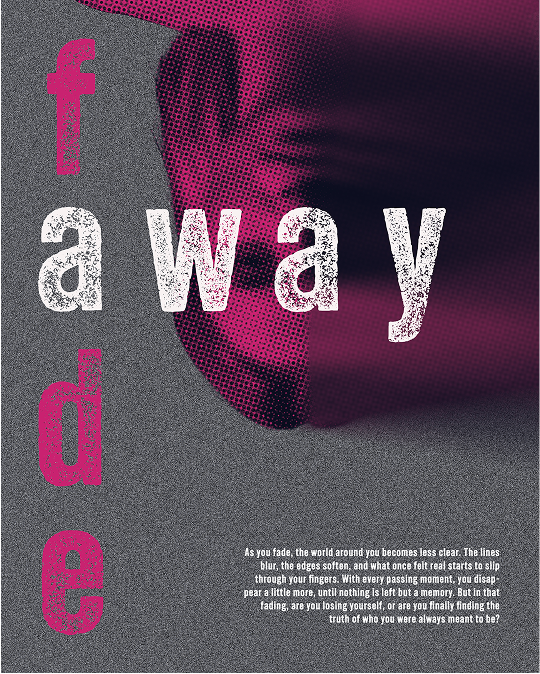 fade
away
As you fade, the world around you becomes less clear. The lines
blur, the edges soften, and what once felt real starts to slip
through your fingers. With every passing moment, you disap-
pear a little more, until nothing is left but a memory. But in that
fading, are you losing yourself, or are you finally finding the
truth of who you were always meant to be?